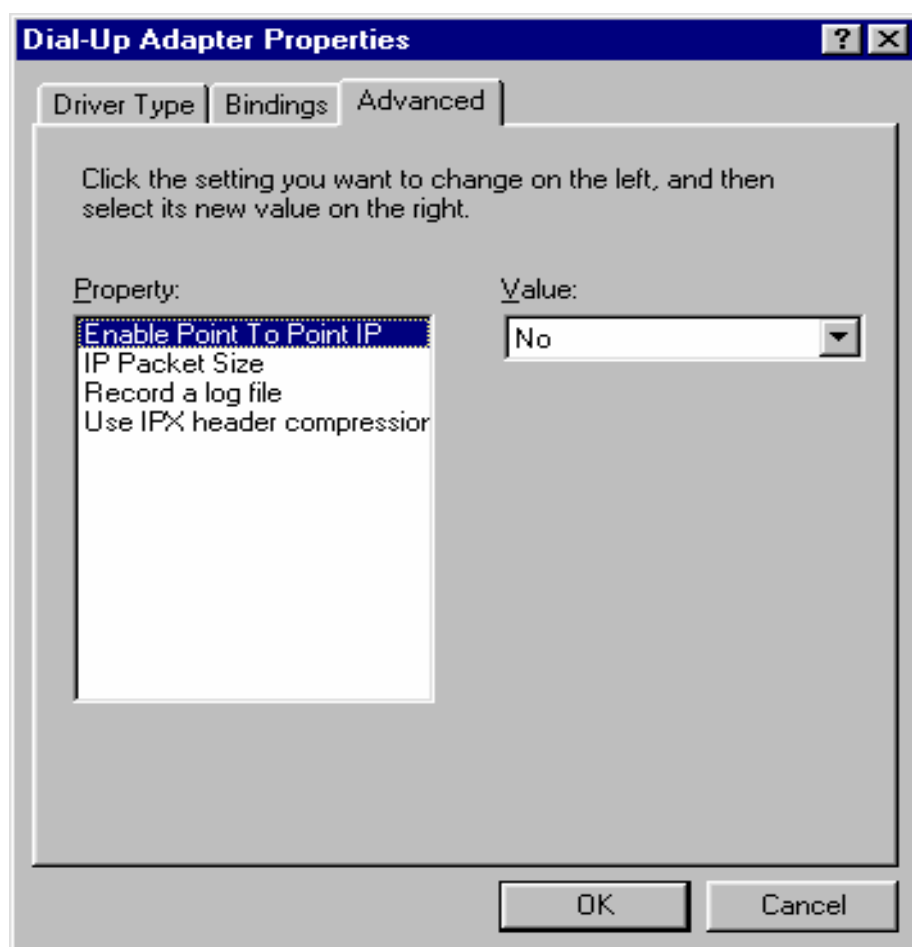 Dial-Up Adapter Properties
Driver Type Bindings Advanced
Click the setting you want to change on the left, and then
select its new value on the right.
Property: Value:
Enable Point To Point IP No
IP Packet Size
Record a log file
Use IPX header compression
OK Cancel